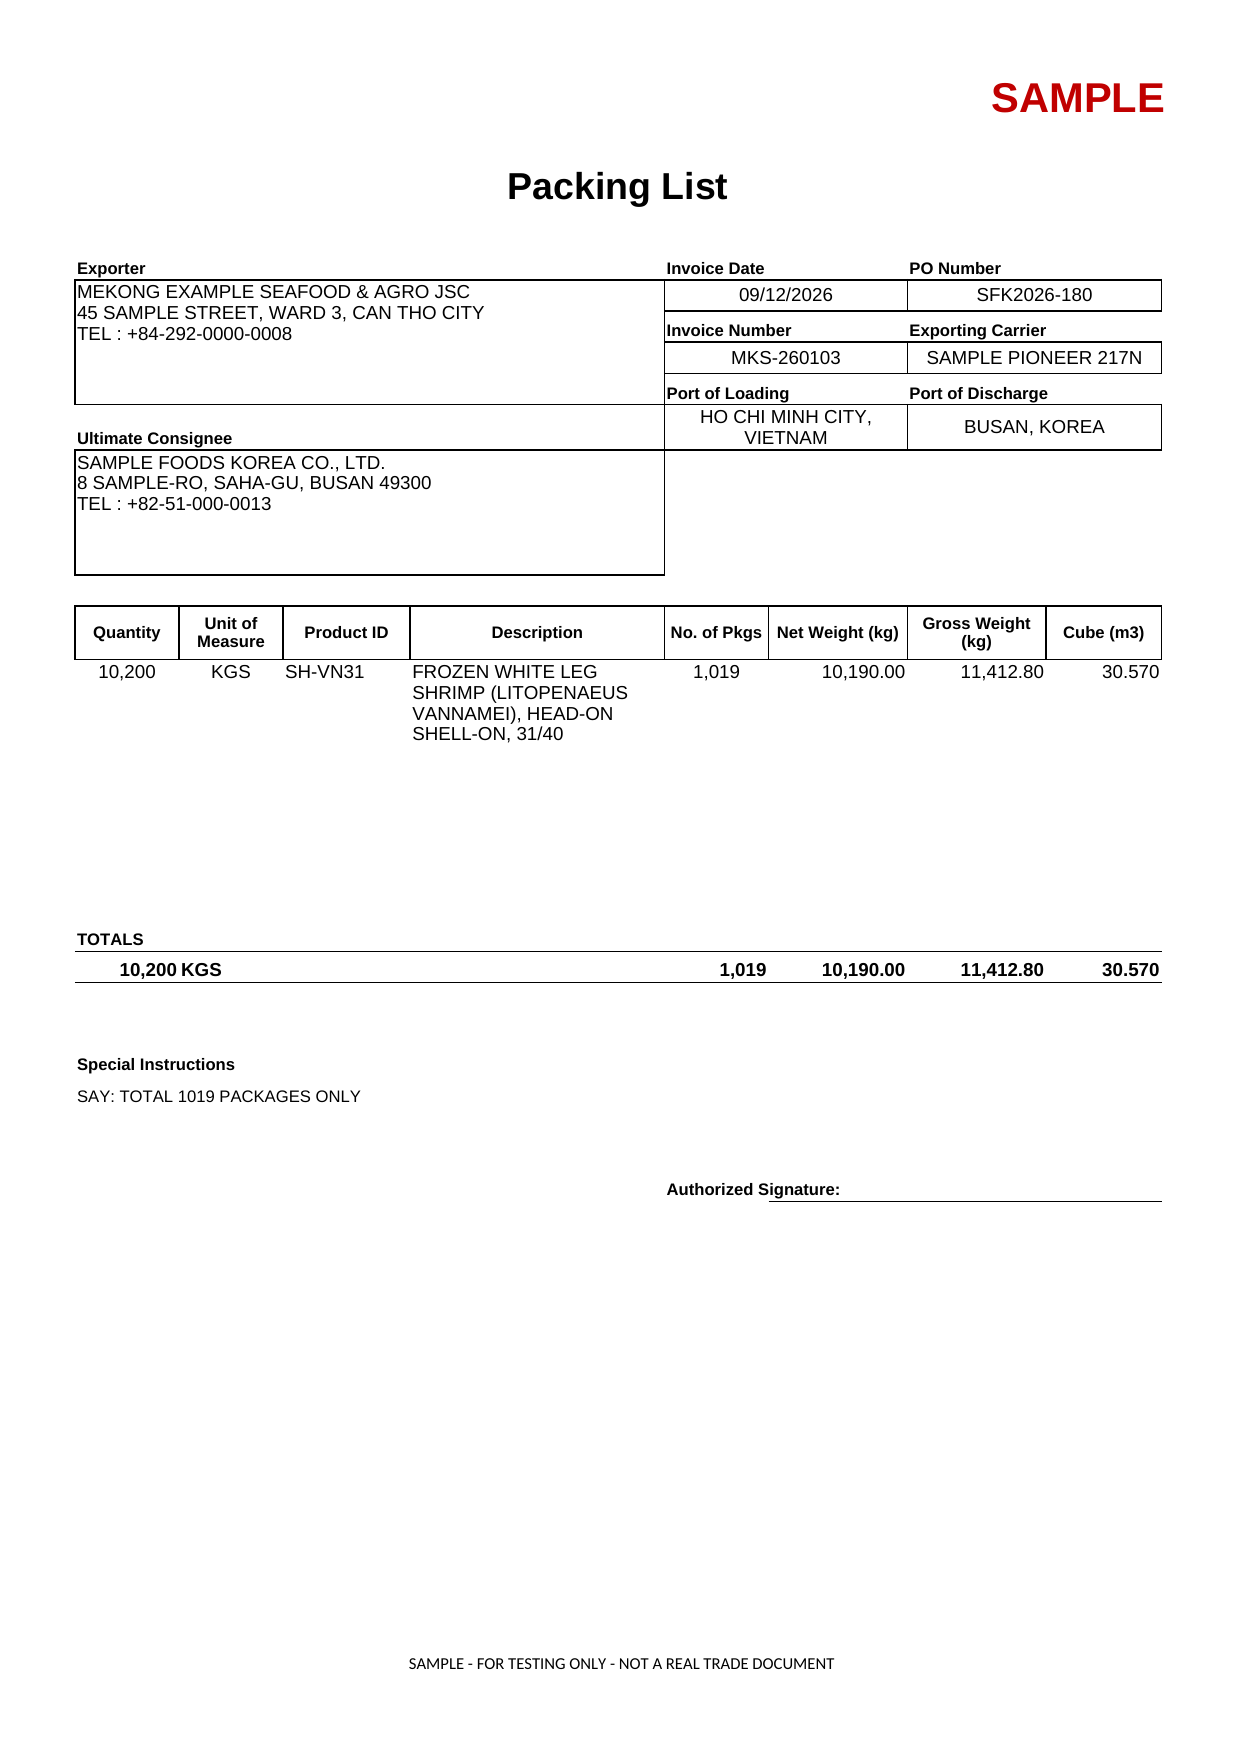 SAMPLE
Packing List
Exporter
Invoice Date
PO Number
MEKONG EXAMPLE SEAFOOD & AGRO JSC
45 SAMPLE STREET, WARD 3, CAN THO CITY
TEL : +84-292-0000-0008
09/12/2026
SFK2026-180
Invoice Number
Exporting Carrier
MKS-260103
SAMPLE PIONEER 217N
Port of Loading
Port of Discharge
HO CHI MINH CITY,
VIETNAM
BUSAN, KOREA
Ultimate Consignee
SAMPLE FOODS KOREA CO., LTD.
8 SAMPLE-RO, SAHA-GU, BUSAN 49300
TEL : +82-51-000-0013
Quantity
Unit of
Measure
Product ID
Description
No. of Pkgs
Net Weight (kg)
Gross Weight
(kg)
Cube (m3)
10,200
KGS
SH-VN31
FROZEN WHITE LEG
SHRIMP (LITOPENAEUS
VANNAMEI), HEAD-ON
SHELL-ON, 31/40
1,019
10,190.00
11,412.80
30.570
TOTALS
10,200 KGS
1,019
10,190.00
11,412.80
30.570
Special Instructions
SAY: TOTAL 1019 PACKAGES ONLY
Authorized Signature:
SAMPLE - FOR TESTING ONLY - NOT A REAL TRADE DOCUMENT